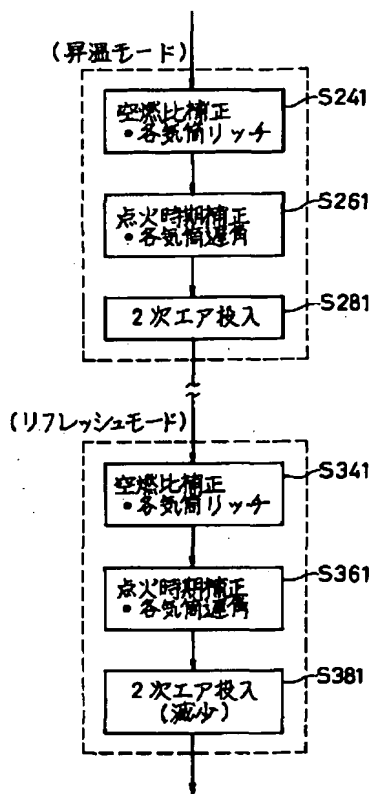 (昇温モード)
S241
空燃比補正
•各気筒リッチ
S261
点火時期補正
•各気筒遅角
S281
2次エア投入
(リフレッシュモード)
S341
空燃比補正
•各気筒リッチ
S361
点火時期補正
•各気筒遅角
S381
2次エア投入
(減少)